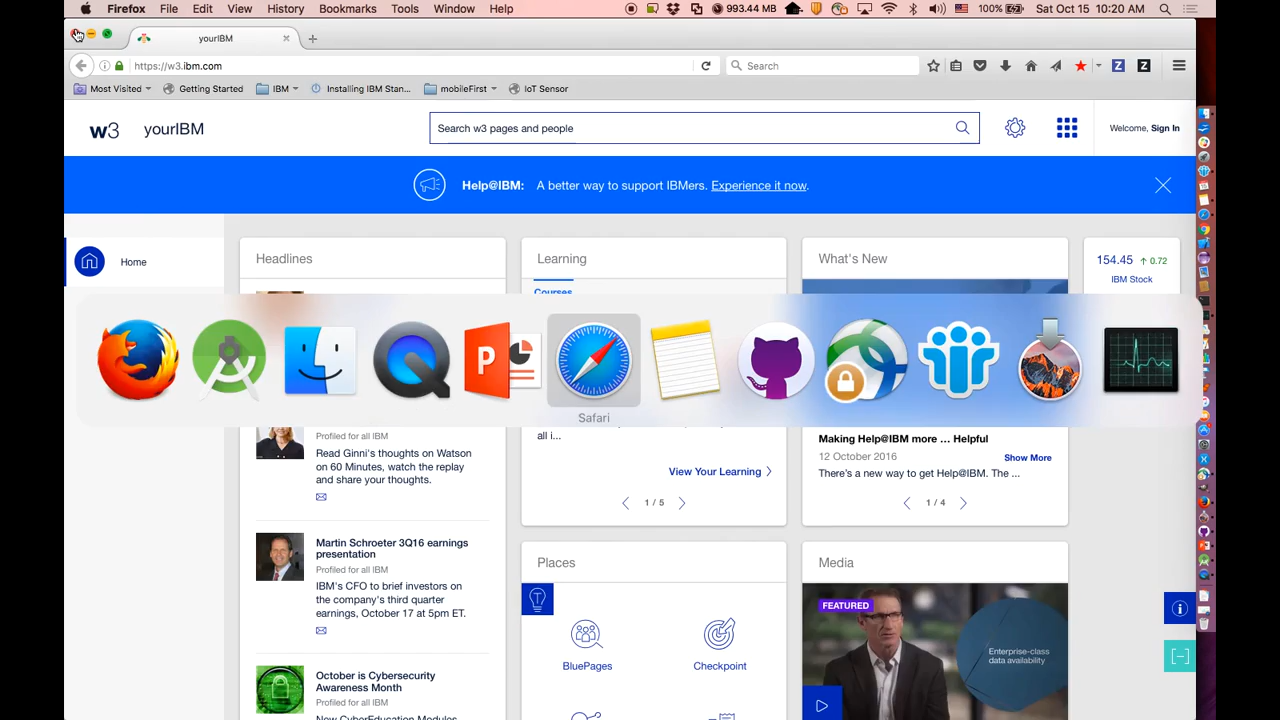 Firefox File Edit View History Bookmarks Tools Window Help 993.44 MB 100% Sat Oct 15 10:20 AM
yourIBM
https://w3.ibm.com
Search
Most Visited Getting Started IBM Installing IBM Stan... mobileFirst IoT Sensor
w3 yourIBM
Search w3 pages and people
Welcome, Sign In
Help@IBM: A better way to support IBMers. Experience it now.
Home
Headlines
Learning
What's New
154.45 ↑ 0.72
IBM Stock
Courses
Safari
Profiled for all IBM
Read Ginni's thoughts on Watson
on 60 Minutes, watch the replay
and share your thoughts.
all i...
View Your Learning
1 / 5
Making Help@IBM more ... Helpful
12 October 2016
Show More
There's a new way to get Help@IBM. The ...
1 / 4
Martin Schroeter 3Q16 earnings
presentation
Profiled for all IBM
IBM's CFO to brief investors on
the company's third quarter
earnings, October 17 at 5pm ET.
October is Cybersecurity
Awareness Month
Profiled for all IBM
New CyberEducation Modules
Places
BluePages
Checkpoint
Media
FEATURED
Enterprise-class
data availability